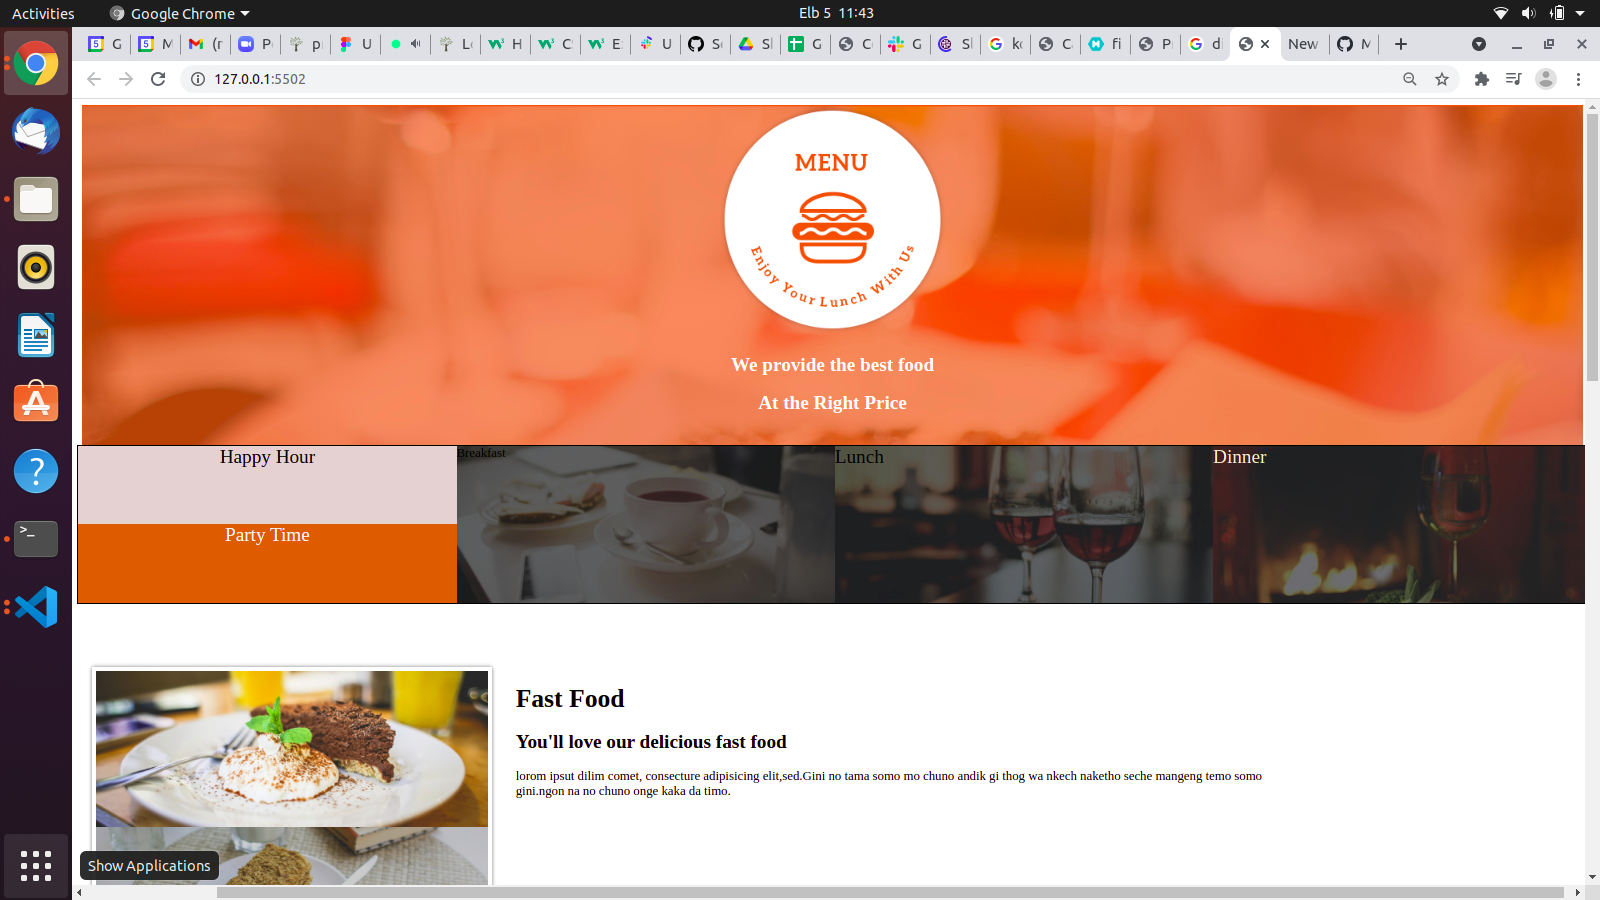 Activities
Google Chrome
Elb 5 11:43
New
127.0.0.1:5502
MENU
Enjoy Your Lunch With Us
We provide the best food
At the Right Price
Happy Hour
Party Time
Breakfast
Lunch
Dinner
Fast Food
You'll love our delicious fast food
lorom ipsut dilim comet, consecture adipisicing elit,sed.Gini no tama somo mo chuno andik gi thog wa nkech naketho seche mangeng temo somo
gini.ngon na no chuno onge kaka da timo.
Show Applications